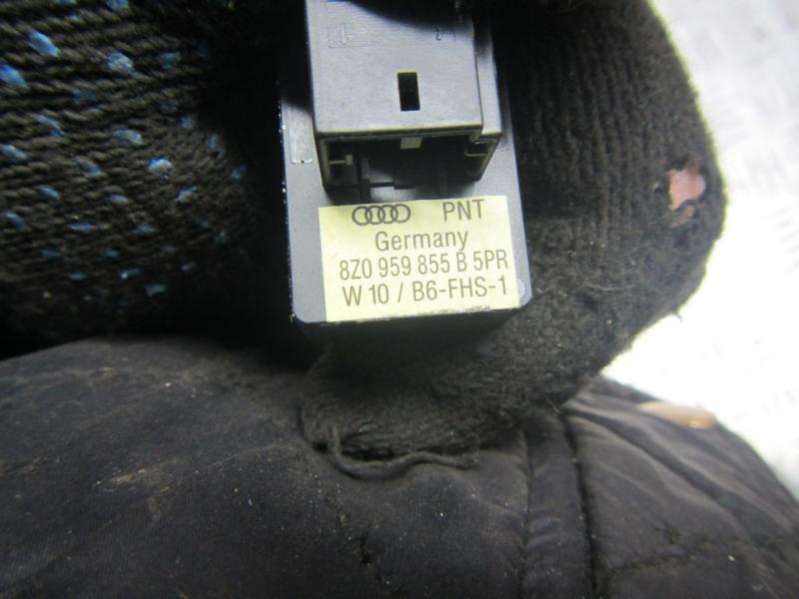 PNT
Germany
8Z0 959 855 B 5PR
W 10 / B6-FHS-1